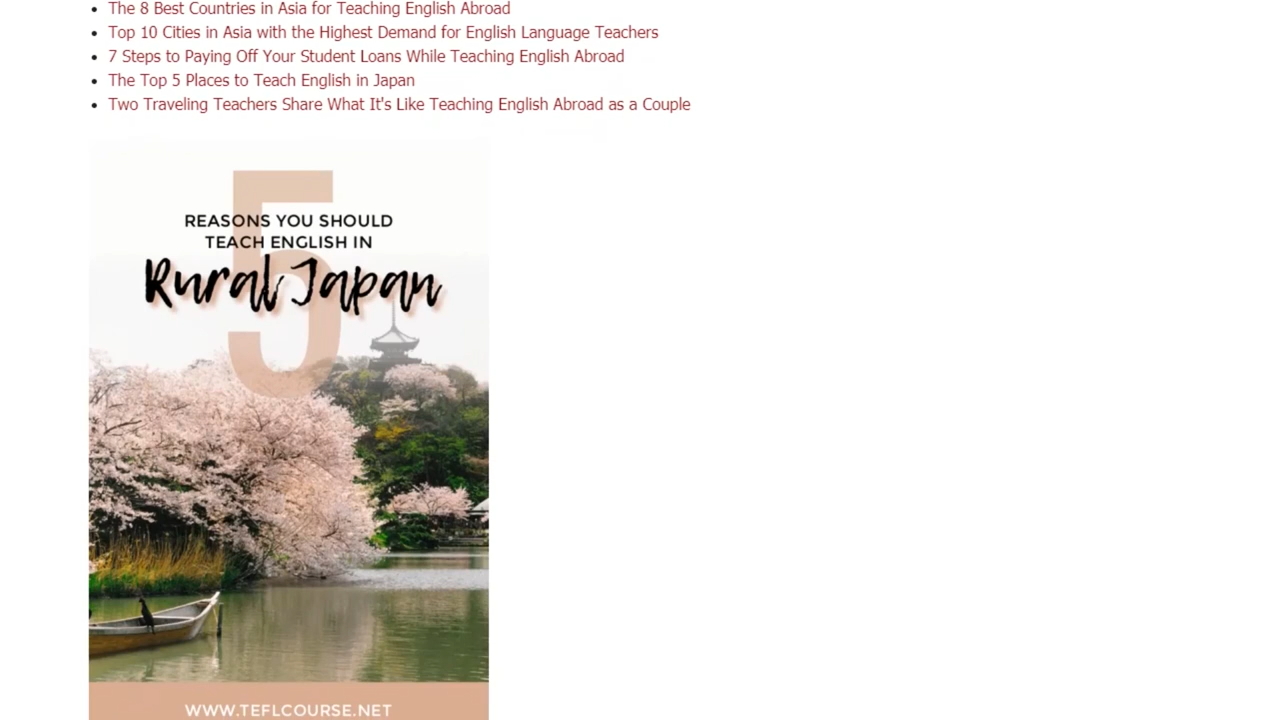 The 8 Best Countries in Asia for Teaching English Abroad
Top 10 Cities in Asia with the Highest Demand for English Language Teachers
7 Steps to Paying Off Your Student Loans While Teaching English Abroad
The Top 5 Places to Teach English in Japan
Two Traveling Teachers Share What It's Like Teaching English Abroad as a Couple
5
REASONS YOU SHOULD
TEACH ENGLISH IN
Rural Japan
WWW.TEFLCOURSE.NET